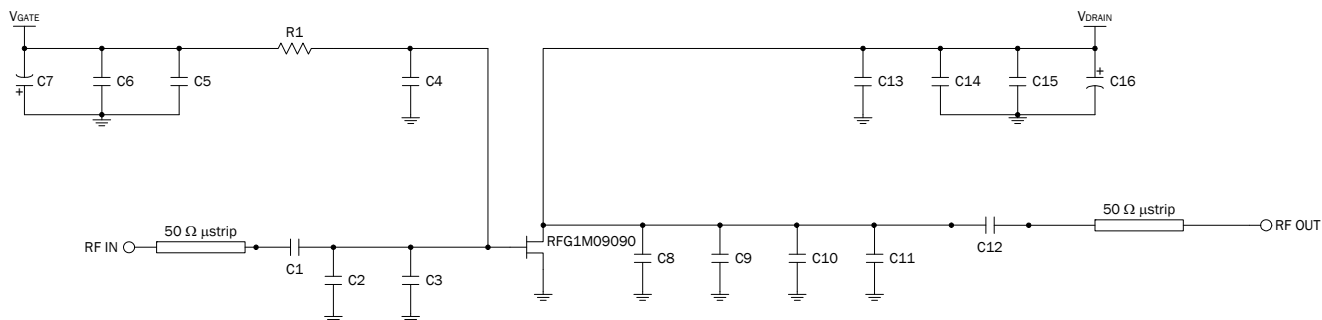 VGATE
VDRAIN
R1
C7
+
C6
C5
C4
C13
C14
C15
+
C16
50 Ω µstrip
50 Ω µstrip
RF IN
RFG1M09090
RF OUT
C1
C2
C3
C8
C9
C10
C11
C12